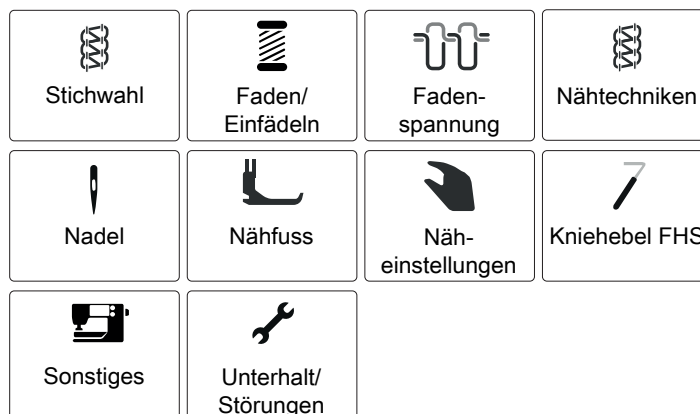 Stichwahl
Faden/
Einfädeln
Faden-
spannung
Nähtechniken
Nadel
Nähfuss
Näh-
einstellungen
Kniehebel FHS
Sonstiges
Unterhalt/
Störungen